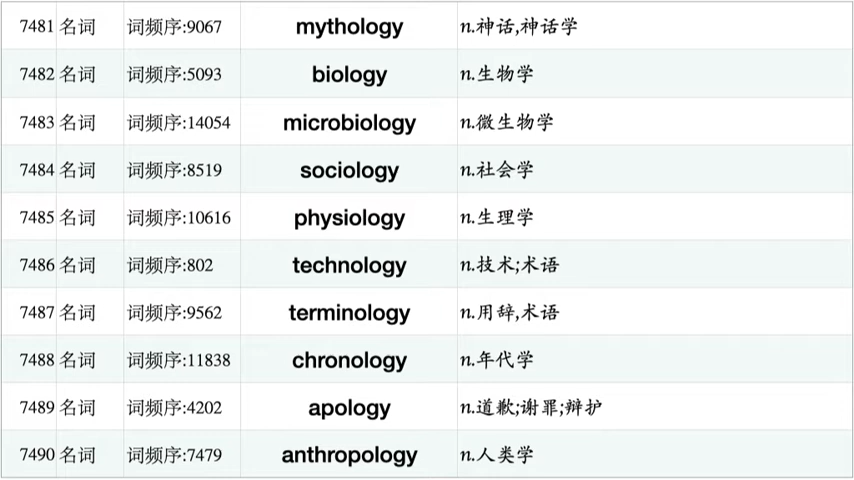 7481 名词 词频序:9067 mythology n.神话,神话学
7482 名词 词频序:5093 biology n.生物学
7483 名词 词频序:14054 microbiology n.微生物学
7484 名词 词频序:8519 sociology n.社会学
7485 名词 词频序:10616 physiology n.生理学
7486 名词 词频序:802 technology n.技术;术语
7487 名词 词频序:9562 terminology n.用辞,术语
7488 名词 词频序:11838 chronology n.年代学
7489 名词 词频序:4202 apology n.道歉;谢罪;辩护
7490 名词 词频序:7479 anthropology n.人类学